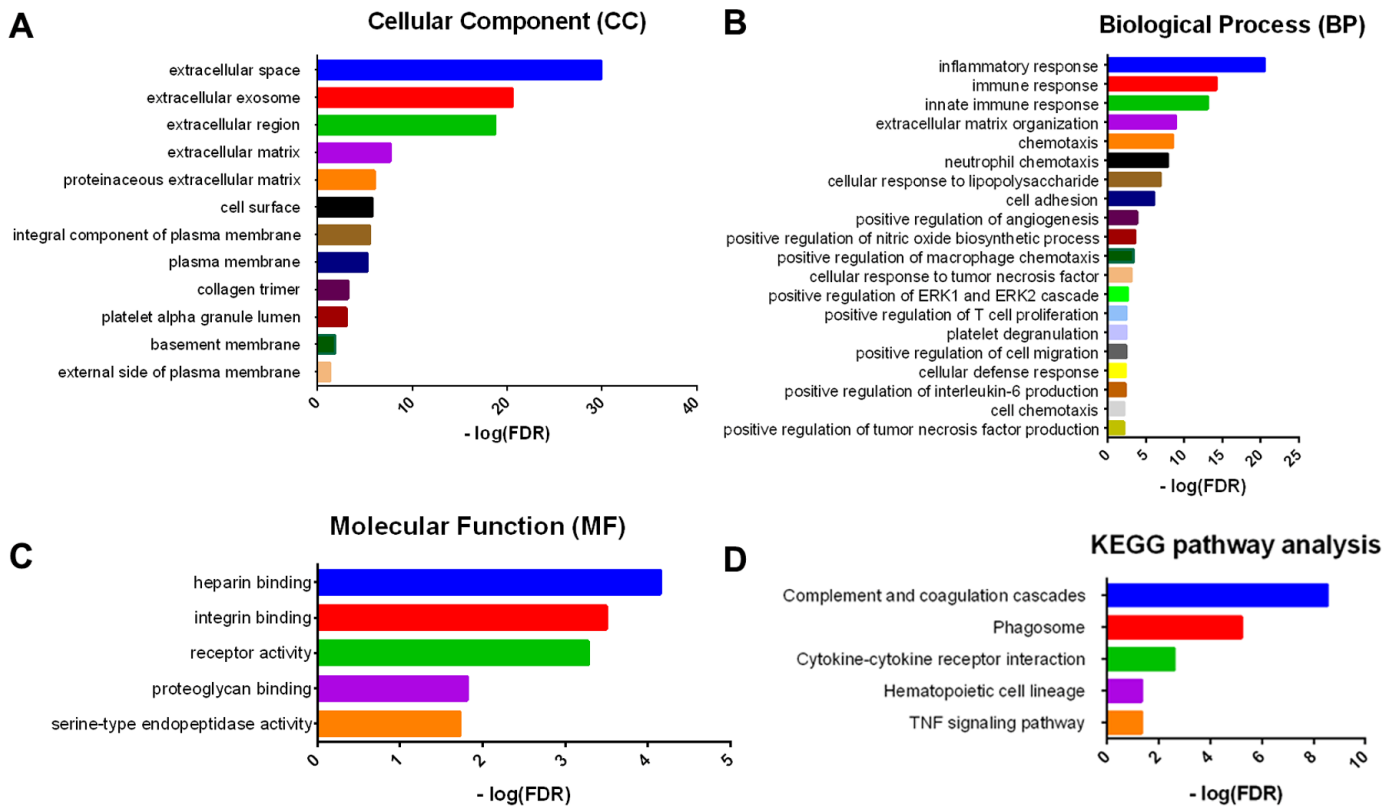 A
Cellular Component (CC)
extracellular space
extracellular exosome
extracellular region
extracellular matrix
proteinaceous extracellular matrix
cell surface
integral component of plasma membrane
plasma membrane
collagen trimer
platelet alpha granule lumen
basement membrane
external side of plasma membrane
0 10 20 30 40
- log(FDR)
B
Biological Process (BP)
inflammatory response
immune response
innate immune response
extracellular matrix organization
chemotaxis
neutrophil chemotaxis
cellular response to lipopolysaccharide
cell adhesion
positive regulation of angiogenesis
positive regulation of nitric oxide biosynthetic process
positive regulation of macrophage chemotaxis
cellular response to tumor necrosis factor
positive regulation of ERK1 and ERK2 cascade
positive regulation of T cell proliferation
platelet degranulation
positive regulation of cell migration
cellular defense response
positive regulation of interleukin-6 production
cell chemotaxis
positive regulation of tumor necrosis factor production
0 5 10 15 20 25
- log(FDR)
C
Molecular Function (MF)
heparin binding
integrin binding
receptor activity
proteoglycan binding
serine-type endopeptidase activity
0 1 2 3 4 5
- log(FDR)
D
KEGG pathway analysis
Complement and coagulation cascades
Phagosome
Cytokine-cytokine receptor interaction
Hematopoietic cell lineage
TNF signaling pathway
0 2 4 6 8 10
- log(FDR)